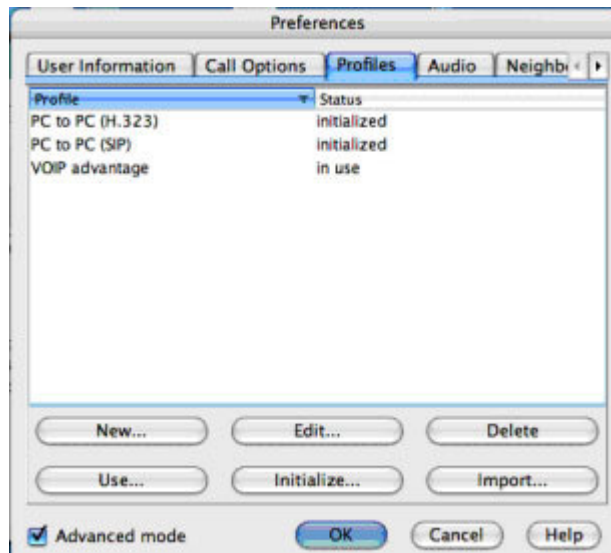 Preferences
User Information Call Options Profiles Audio
Profile Status
PC to PC (H.323) initialized
PC to PC (SIP) initialized
VOIP advantage in use
New... Edit... Delete
Use... Initialize... Import...
Advanced mode OK Cancel Help